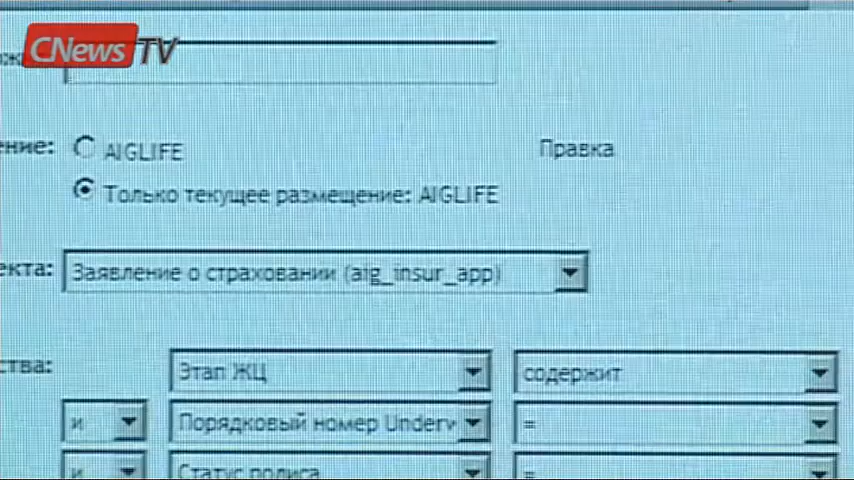 CNews TV
ение: AIGLIFE Правка
Только текущее размещение: AIGLIFE
екта: Заявление о страховании (aig_insur_app)
ства: Этап ЖЦ содержит
и Порядковый номер Underw =
и Статус полиса =